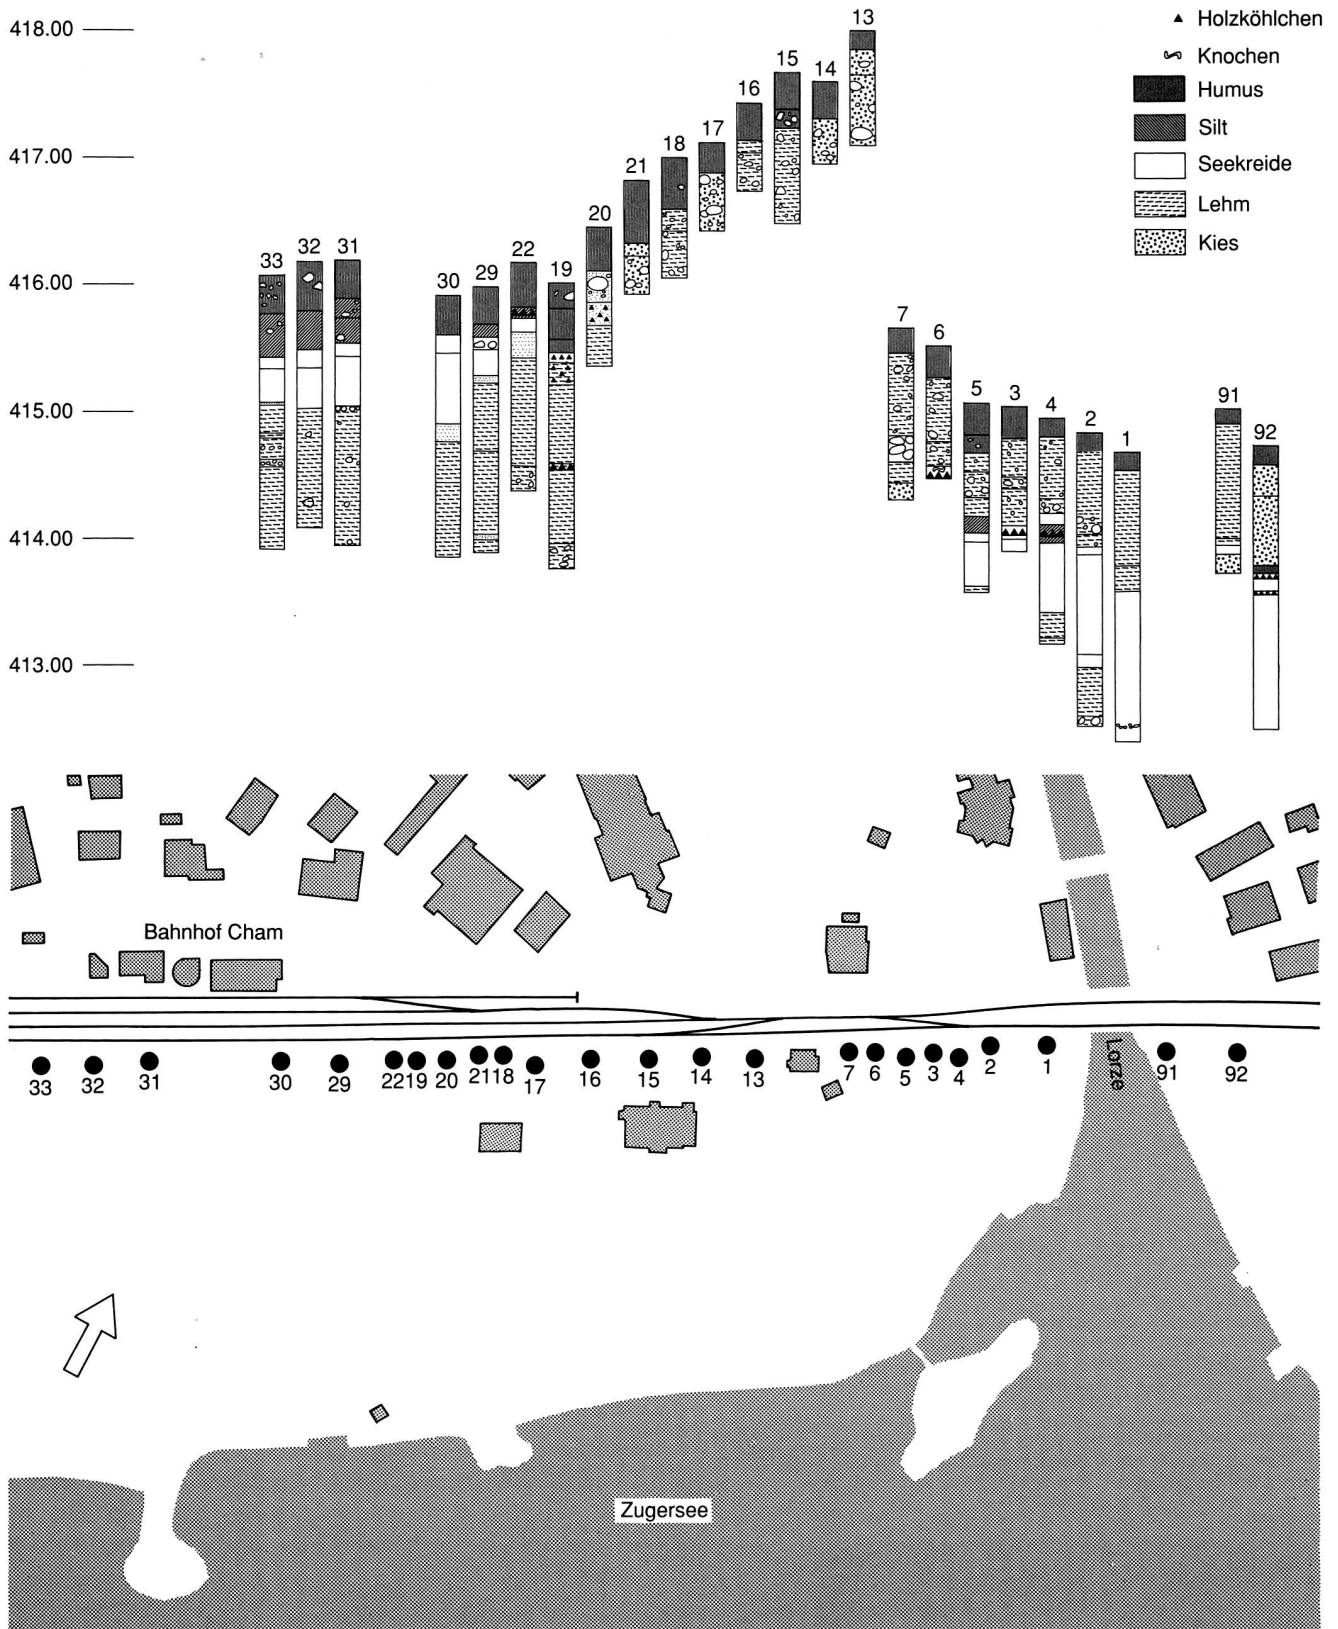 418.00
417.00
416.00
415.00
414.00
413.00
33 32 31
30 29 22 19 20 21 18 17 16 15 14 13
7 6 5 3 4 2 1
91 92
Holzköhlchen
Knochen
Humus
Silt
Seekreide
Lehm
Kies
Bahnhof Cham
33 32 31 30 29 22 19 20 21 18 17 16 15 14 13 7 6 5 3 4 2 1 91 92
Lorze
Zugersee